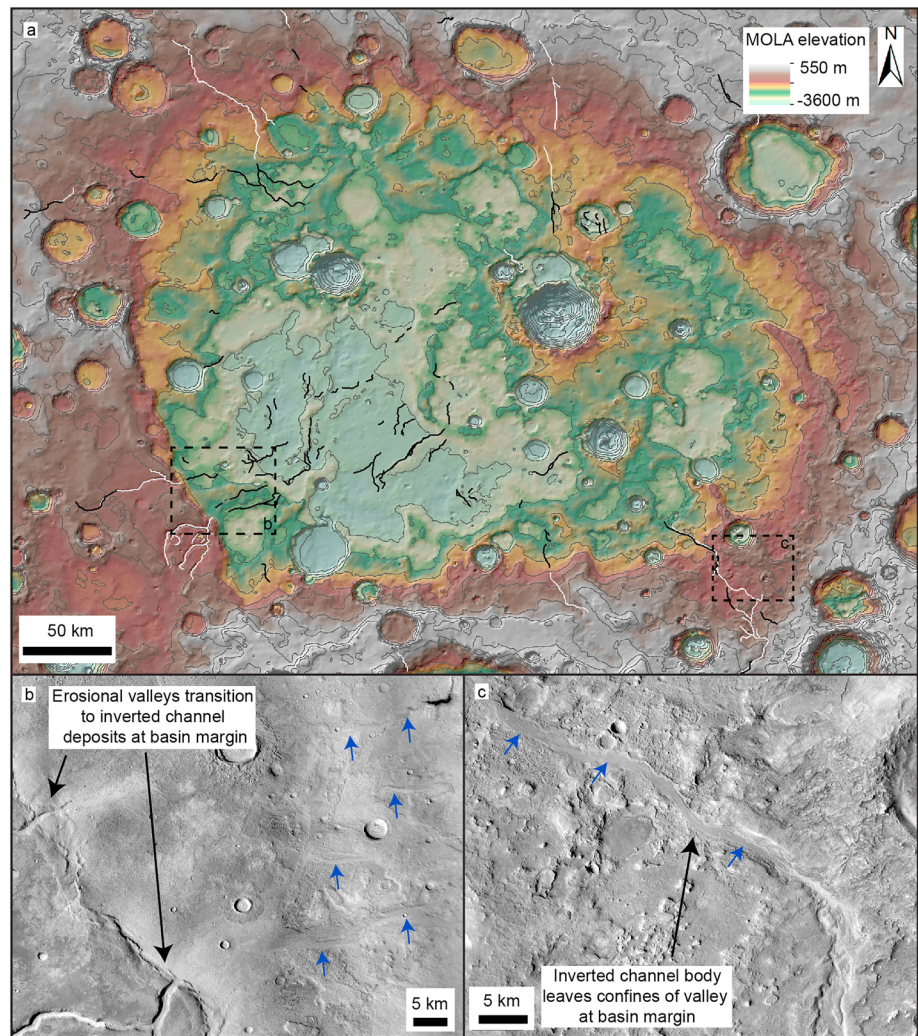 a
MOLA elevation
550 m
-3600 m
N
b
c
50 km
b
Erosional valleys transition
to inverted channel
deposits at basin margin
5 km
c
Inverted channel body
leaves confines of valley
at basin margin
5 km